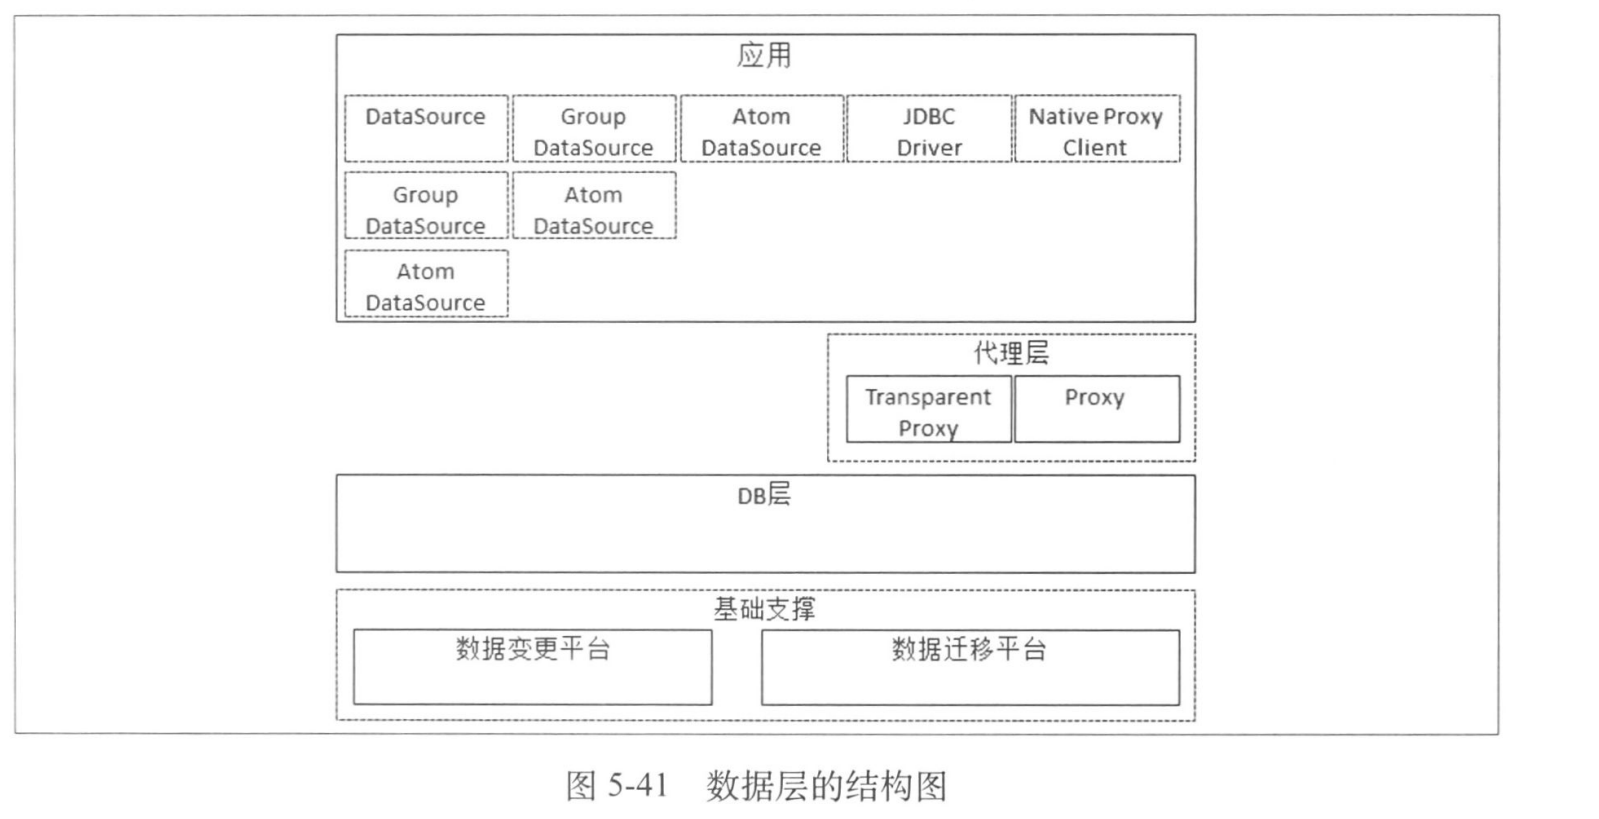 应用
DataSource
Group
DataSource
Atom
DataSource
JDBC
Driver
Native Proxy
Client
Group
DataSource
Atom
DataSource
Atom
DataSource
代理层
Transparent
Proxy
Proxy
DB层
基础支撑
数据变更平台
数据迁移平台
图 5-41 数据层的结构图